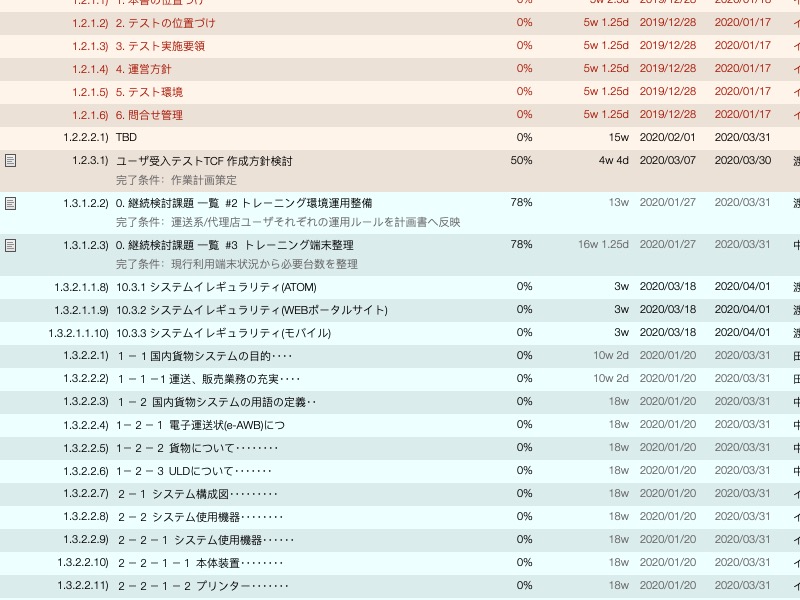 1.2.1.1) 1. 本書の位置づけ 0% 5w 2.5d 2019/12/28
1.2.1.2) 2. テストの位置づけ 0% 5w 1.25d 2019/12/28 2020/01/17
1.2.1.3) 3. テスト実施要領 0% 5w 1.25d 2019/12/28 2020/01/17
1.2.1.4) 4. 運営方針 0% 5w 1.25d 2019/12/28 2020/01/17
1.2.1.5) 5. テスト環境 0% 5w 1.25d 2019/12/28 2020/01/17
1.2.1.6) 6. 問合せ管理 0% 5w 1.25d 2019/12/28 2020/01/17
1.2.2.2.1) TBD 0% 15w 2020/02/01 2020/03/31
1.2.3.1) ユーザ受入テストTCF 作成方針検討 50% 4w 4d 2020/03/07 2020/03/30
完了条件：作業計画策定
1.3.1.2.2) 0. 継続検討課題 一覧 #2 トレーニング環境運用整備 78% 13w 2020/01/27 2020/03/31
完了条件：運送系/代理店ユーザそれぞれの運用ルールを計画書へ反映
1.3.1.2.3) 0. 継続検討課題 一覧 #3 トレーニング端末整理 78% 16w 1.25d 2020/01/27 2020/03/31 中
完了条件：現行利用端末状況から必要台数を整理
1.3.2.1.1.8) 10.3.1 システムイレギュラリティ(ATOM) 0% 3w 2020/03/18 2020/04/01
1.3.2.1.1.9) 10.3.2 システムイレギュラリティ(WEBポータルサイト) 0% 3w 2020/03/18 2020/04/01
1.3.2.1.1.10) 10.3.3 システムイレギュラリティ(モバイル) 0% 3w 2020/03/18 2020/04/01
1.3.2.2.1) １－１国内貨物システムの目的‥‥ 0% 10w 2d 2020/01/20 2020/03/31 田
1.3.2.2.2) １－１－１運送、販売業務の充実‥‥ 0% 10w 2d 2020/01/20 2020/03/31 田
1.3.2.2.3) １－２ 国内貨物システムの用語の定義‥ 0% 18w 2020/01/20 2020/03/31 中
1.3.2.2.4) 1－２－１ 電子運送状(e-AWB)につ 0% 18w 2020/01/20 2020/03/31 中
1.3.2.2.5) 1－２－２ 貨物について‥‥‥‥ 0% 18w 2020/01/20 2020/03/31 中
1.3.2.2.6) 1－２－３ ULDについて‥‥‥・ 0% 18w 2020/01/20 2020/03/31 中
1.3.2.2.7) ２－１ システム構成図‥‥‥‥・ 0% 18w 2020/01/20 2020/03/31
1.3.2.2.8) ２－２ システム使用機器‥‥‥‥ 0% 18w 2020/01/20 2020/03/31
1.3.2.2.9) ２－２－１ システム使用機器‥‥‥ 0% 18w 2020/01/20 2020/03/31
1.3.2.2.10) ２－２－１－１ 本体装置‥‥‥‥ 0% 18w 2020/01/20 2020/03/31
1.3.2.2.11) ２－２－１－２ プリンター‥‥‥・ 0% 18w 2020/01/20 2020/03/31